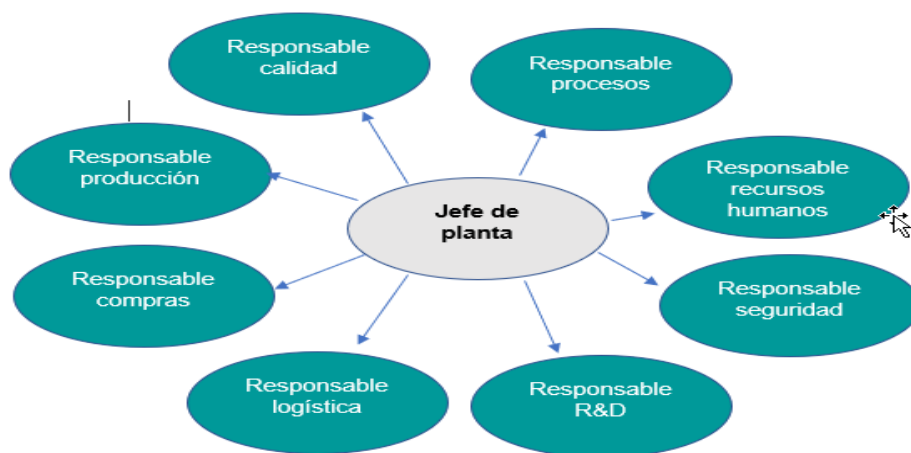 Responsable
calidad
Responsable
procesos
Responsable
producción
Responsable
recursos
humanos
Jefe de
planta
Responsable
compras
Responsable
seguridad
Responsable
logística
Responsable
R&D